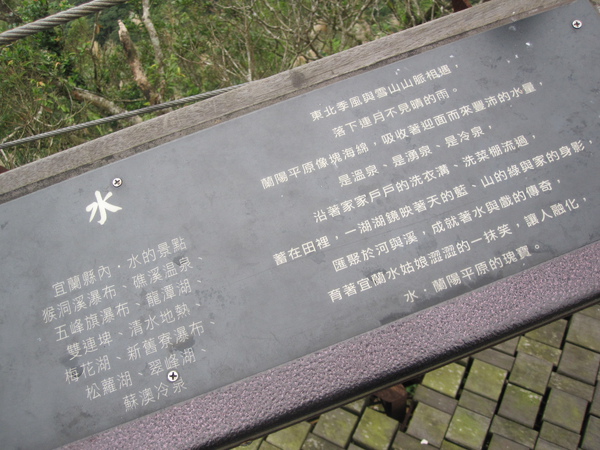 水
宜蘭縣內，水的景點
猴洞溪瀑布、礁溪溫泉、
五峰旗瀑布、龍潭湖、
雙連埤、清水地熱、
梅花湖、新舊寮瀑布、
松蘿湖、翠峰湖、
蘇澳冷泉
東北季風與雪山山脈相遇，
落下連月不見晴的雨。
蘭陽平原像塊海綿，吸收著迎面而來豐沛的水量，
是溫泉、是湧泉、是冷泉，
沿著家家戶戶的洗衣溝、洗菜棚流過，
蓄在田裡，一湖湖鏡映著天的藍、山的綠與家的身影，
匯聚於河與溪，成就著水與戲的傳奇，
育著宜蘭水姑娘澀澀的一抹笑，讓人融化，
水，蘭陽平原的瑰寶。